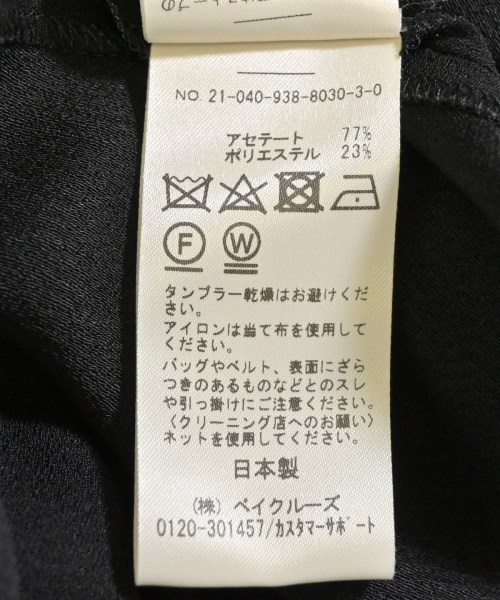 NO. 21-040-938-8030-3-0
アセテート 77%
ポリエステル 23%
F W
タンブラー乾燥はお避けくだ
さい。
アイロンは当て布を使用して
ください。
バッグやベルト、表面にざら
つきのあるものなどとのスレ
や引っ掛けにご注意ください。
〈クリーニング店へのお願い〉
ネットを使用してください。
日本製
(株) ベイクルーズ
0120-301457/カスタマーサポート